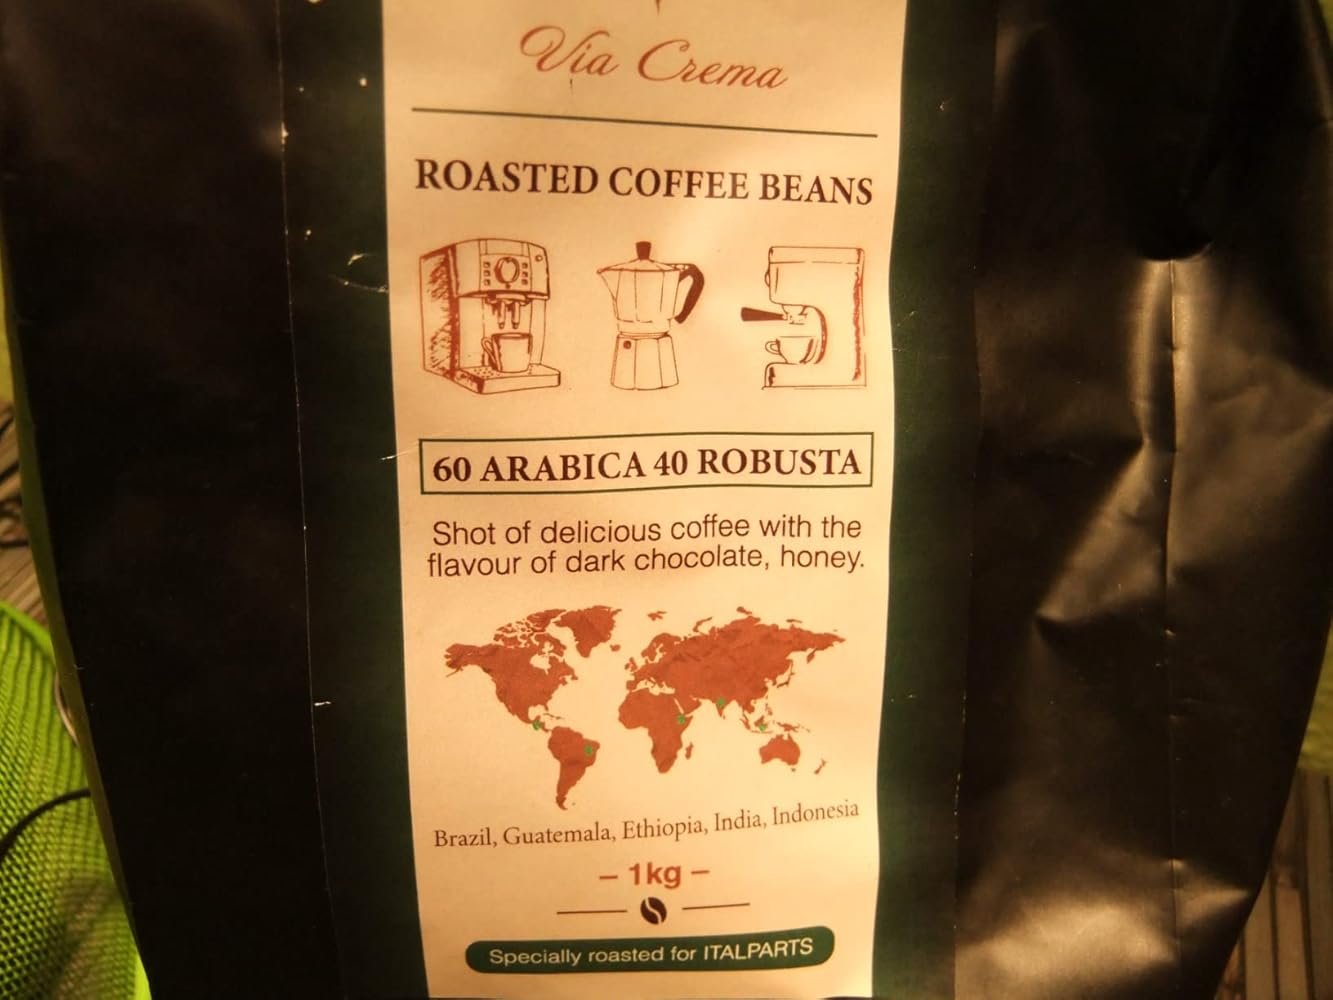 Via Crema
ROASTED COFFEE BEANS
60 ARABICA 40 ROBUSTA
Shot of delicious coffee with the
flavour of dark chocolate, honey.
Brazil, Guatemala, Ethiopia, India, Indonesia
– 1kg –
Specially roasted for ITALPARTS